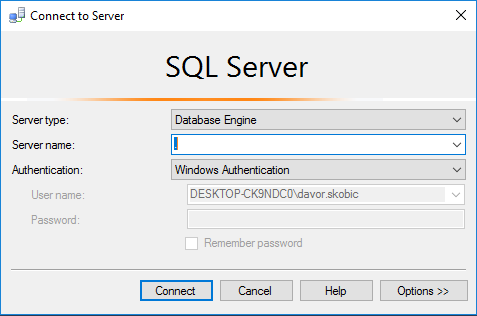 Connect to Server
SQL Server
Server type: Database Engine
Server name: .
Authentication: Windows Authentication
User name: DESKTOP-CK9NDC0\davor.skobic
Password:
Remember password
Connect Cancel Help Options >>